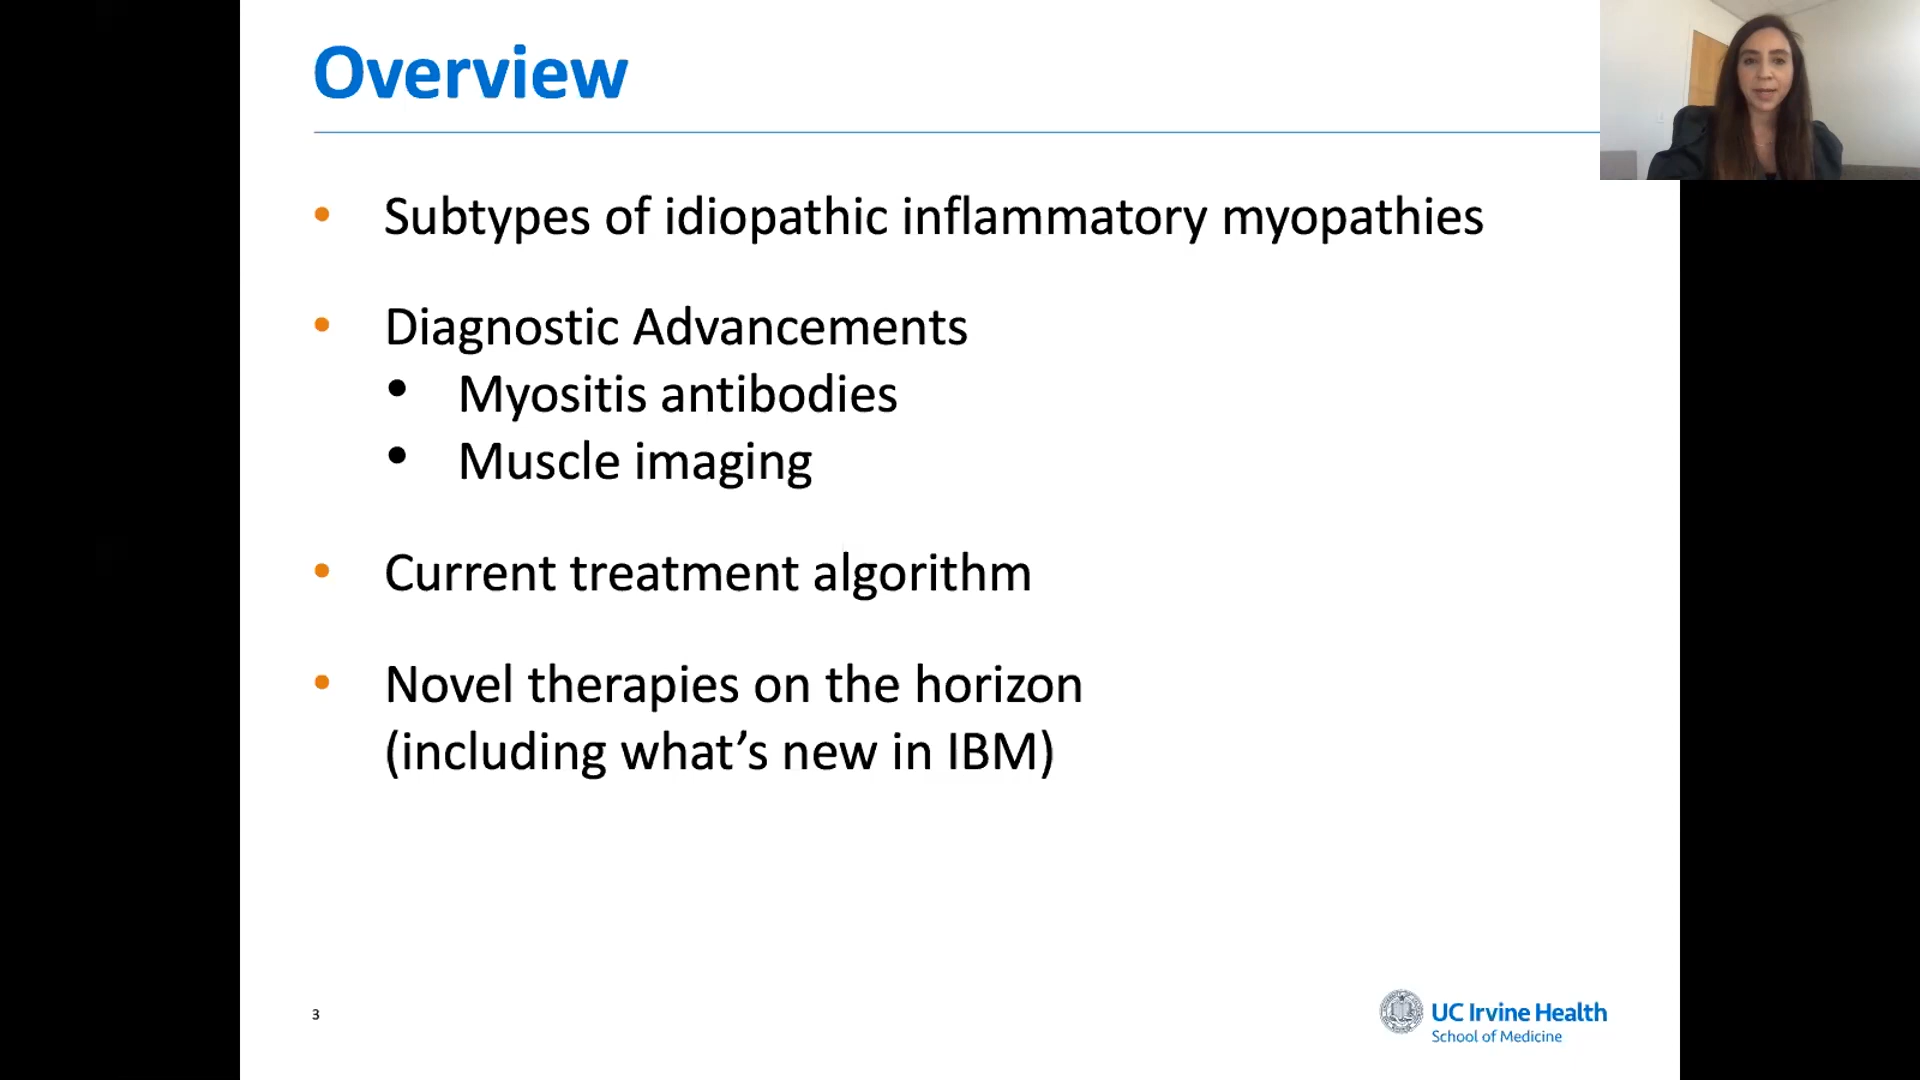 Overview
• Subtypes of idiopathic inflammatory myopathies
• Diagnostic Advancements
• Myositis antibodies
• Muscle imaging
• Current treatment algorithm
• Novel therapies on the horizon
(including what’s new in IBM)
3
UC Irvine Health
School of Medicine